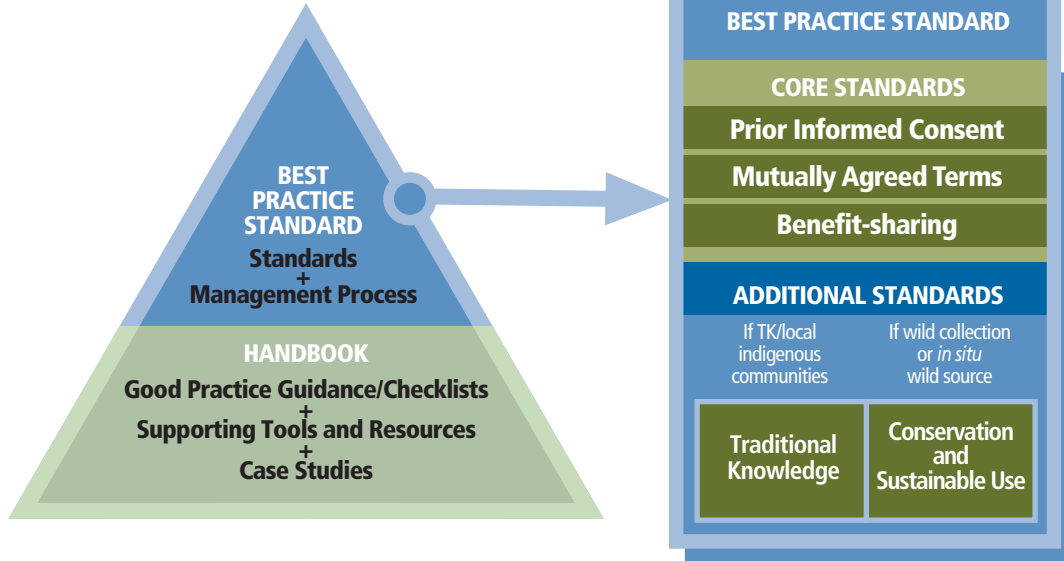 BEST
PRACTICE
STANDARD
Standards
+
Management Process
HANDBOOK
Good Practice Guidance/Checklists
+
Supporting Tools and Resources
+
Case Studies
BEST PRACTICE STANDARD
CORE STANDARDS
Prior Informed Consent
Mutually Agreed Terms
Benefit-sharing
ADDITIONAL STANDARDS
If TK/local
indigenous
communities
If wild collection
or in situ
wild source
Traditional
Knowledge
Conservation
and
Sustainable Use